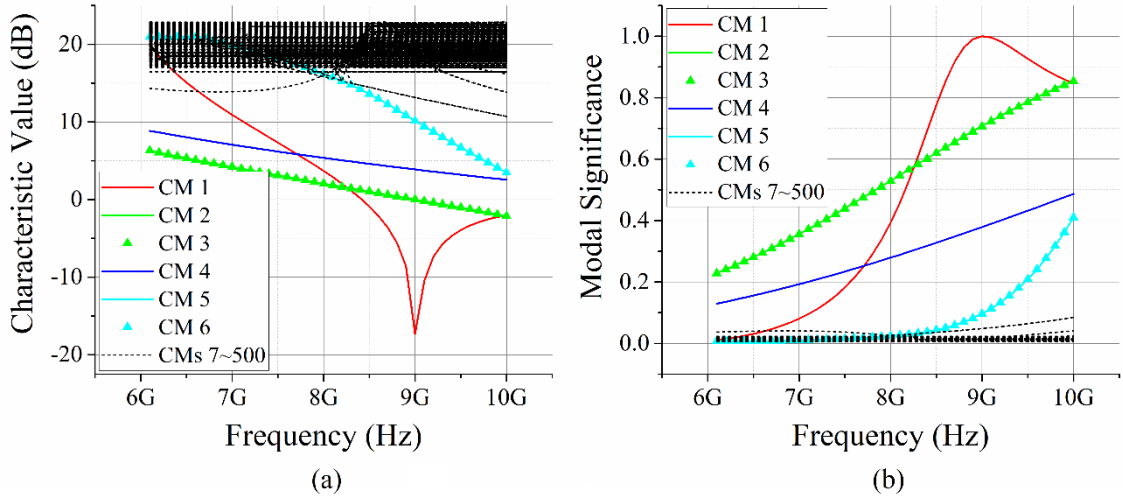 Characteristic Value (dB)
20
10
0
-10
-20
CM 1
CM 2
CM 3
CM 4
CM 5
CM 6
CMs 7~500
6G 7G 8G 9G 10G
Frequency (Hz)
(a)
Modal Significance
1.0
0.8
0.6
0.4
0.2
0.0
CM 1
CM 2
CM 3
CM 4
CM 5
CM 6
CMs 7~500
6G 7G 8G 9G 10G
Frequency (Hz)
(b)